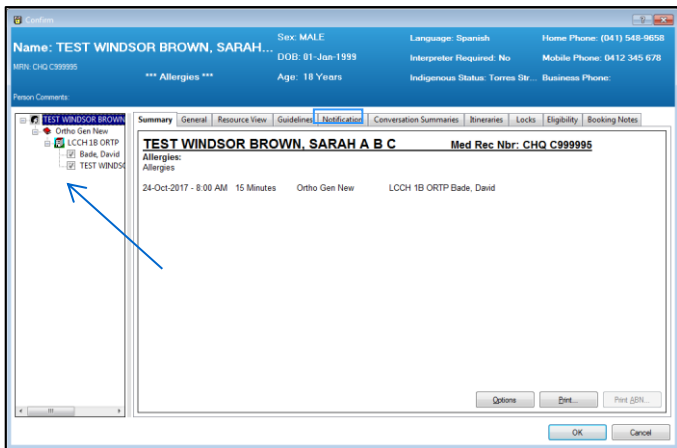 Confirm
Name: TEST WINDSOR BROWN, SARAH...
Sex: MALE
Language: Spanish
Home Phone: (041) 548-9658
MRN: CHQ C999995
DOB: 01-Jan-1999
Interpreter Required: No
Mobile Phone: 0412 345 678
*** Allergies ***
Age: 18 Years
Indigenous Status: Torres Str...
Business Phone:
Person Comments:
TEST WINDSOR BROWN
Ortho Gen New
LCCH 1B ORTP
Bade, David
TEST WINDSO
Summary General Resource View Guidelines Notification Conversation Summaries Itineraries Locks Eligibility Booking Notes
TEST WINDSOR BROWN, SARAH A B C Med Rec Nbr: CHQ C999995
Allergies:
Allergies
24-Oct-2017 - 8:00 AM 15 Minutes Ortho Gen New LCCH 1B ORTP Bade, David
Options Print... Print ABN...
OK Cancel